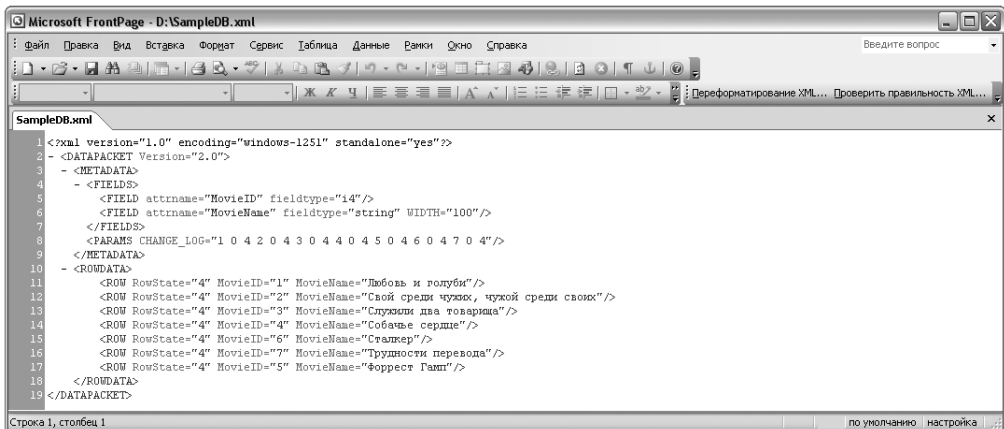 Microsoft FrontPage - D:\SampleDB.xml
Файл Правка Вид Вставка Формат Сервис Таблица Данные Рамки Окно Справка Введите вопрос
Ж К Ч Переформатирование XML... Проверить правильность XML...
SampleDB.xml
1 <?xml version="1.0" encoding="windows-1251" standalone="yes"?>
2 - <DATAPACKET Version="2.0">
3 - <METADATA>
4 - <FIELDS>
5 <FIELD attrname="MovieID" fieldtype="i4"/>
6 <FIELD attrname="MovieName" fieldtype="string" WIDTH="100"/>
7 </FIELDS>
8 <PARAMS CHANGE_LOG="1 0 4 2 0 4 3 0 4 4 0 4 5 0 4 6 0 4 7 0 4"/>
9 </METADATA>
10 - <ROWDATA>
11 <ROW RowState="4" MovieID="1" MovieName="Любовь и голуби"/>
12 <ROW RowState="4" MovieID="2" MovieName="Свой среди чужих, чужой среди своих"/>
13 <ROW RowState="4" MovieID="3" MovieName="Служили два товарища"/>
14 <ROW RowState="4" MovieID="4" MovieName="Собачье сердце"/>
15 <ROW RowState="4" MovieID="6" MovieName="Сталкер"/>
16 <ROW RowState="4" MovieID="7" MovieName="Трудности перевода"/>
17 <ROW RowState="4" MovieID="5" MovieName="Форрест Гамп"/>
18 </ROWDATA>
19 </DATAPACKET>
Строка 1, столбец 1 по умолчанию настройка